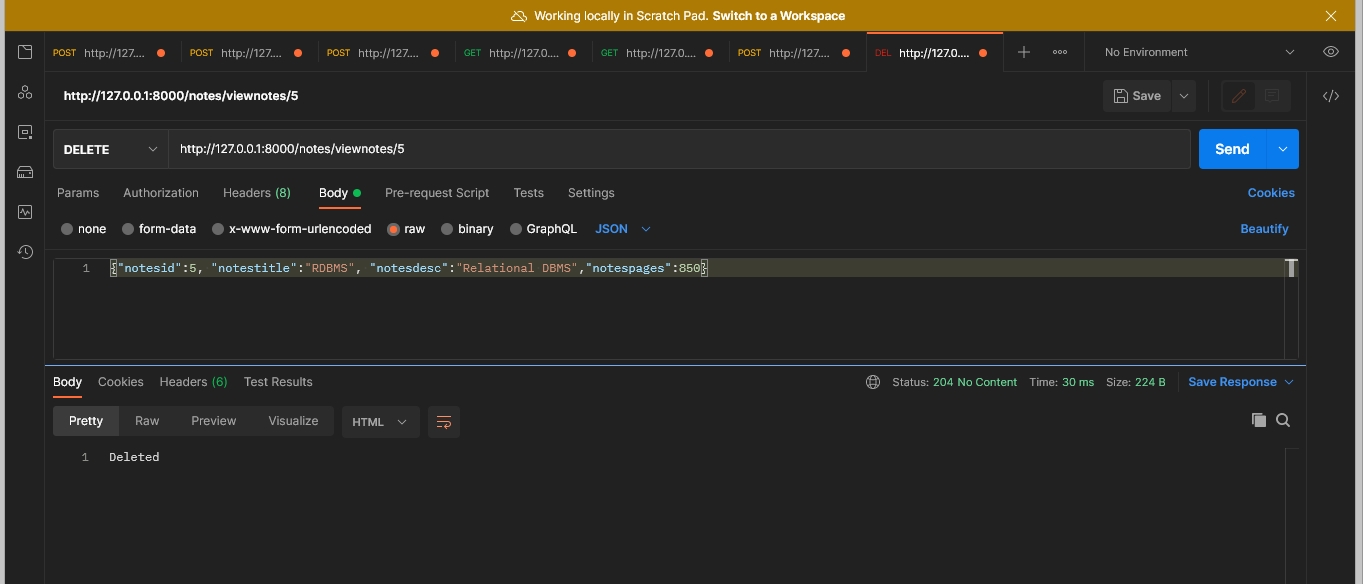 Working locally in Scratch Pad. Switch to a Workspace
POST http://127.... POST http://127.... POST http://127.... GET http://127.0.... GET http://127.0.... POST http://127.... DEL http://127.0.... No Environment
http://127.0.0.1:8000/notes/viewnotes/5 Save
DELETE http://127.0.0.1:8000/notes/viewnotes/5 Send
Params Authorization Headers (8) Body Pre-request Script Tests Settings Cookies
none form-data x-www-form-urlencoded raw binary GraphQL JSON Beautify
1 {"notesid":5, "notestitle":"RDBMS", "notesdesc":"Relational DBMS","notespages":850}
Body Cookies Headers (6) Test Results Status: 204 No Content Time: 30 ms Size: 224 B Save Response
Pretty Raw Preview Visualize HTML
1 Deleted